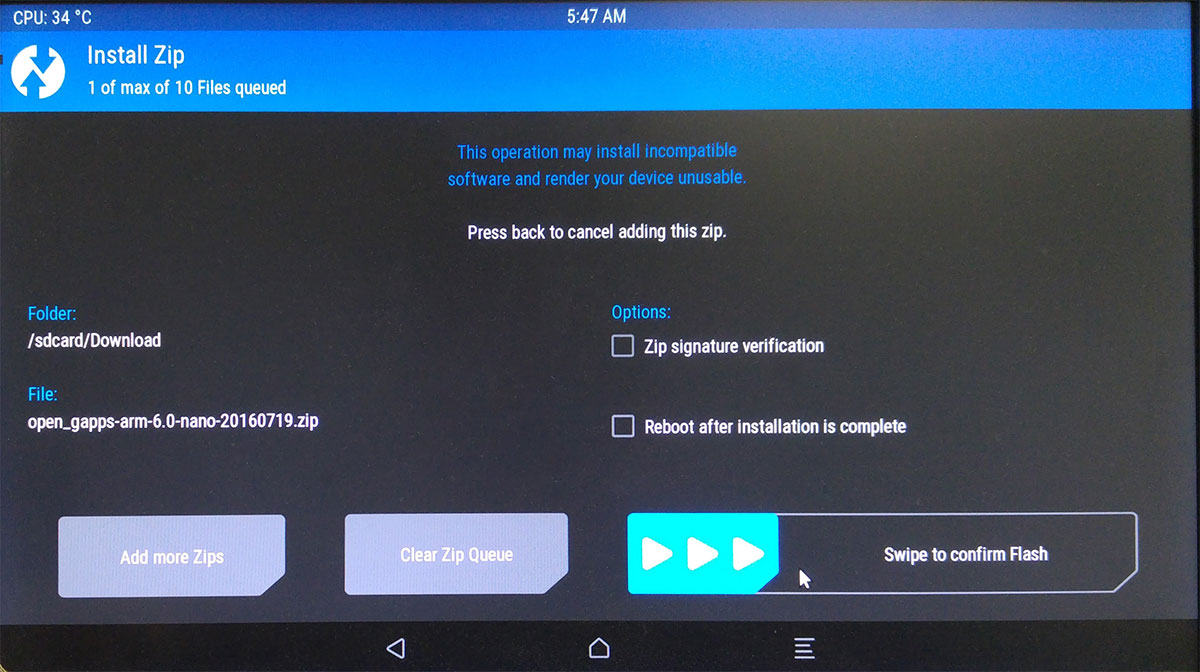 CPU: 34 °C
5:47 AM
Install Zip
1 of max of 10 Files queued
This operation may install incompatible
software and render your device unusable.
Press back to cancel adding this zip.
Folder:
/sdcard/Download
File:
open_gapps-arm-6.0-nano-20160719.zip
Options:
Zip signature verification
Reboot after installation is complete
Add more Zips
Clear Zip Queue
Swipe to confirm Flash